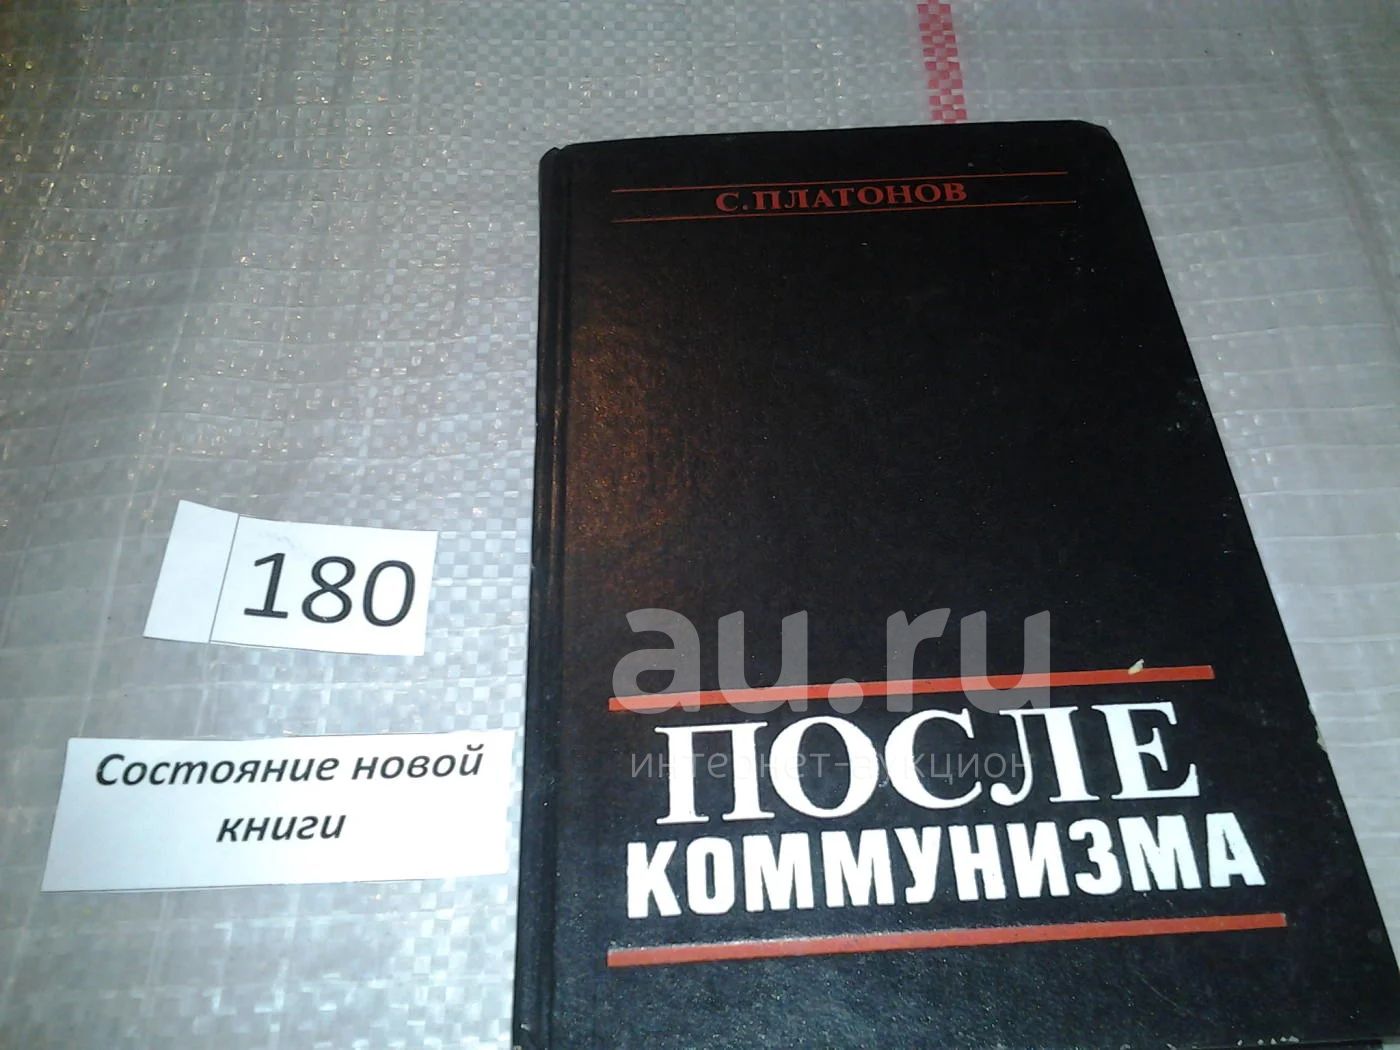 С.ПЛАТОНОВ
180
Состояние новой
книги
au.ru
интернет-аукцион
ПОСЛЕ
КОММУНИЗМА